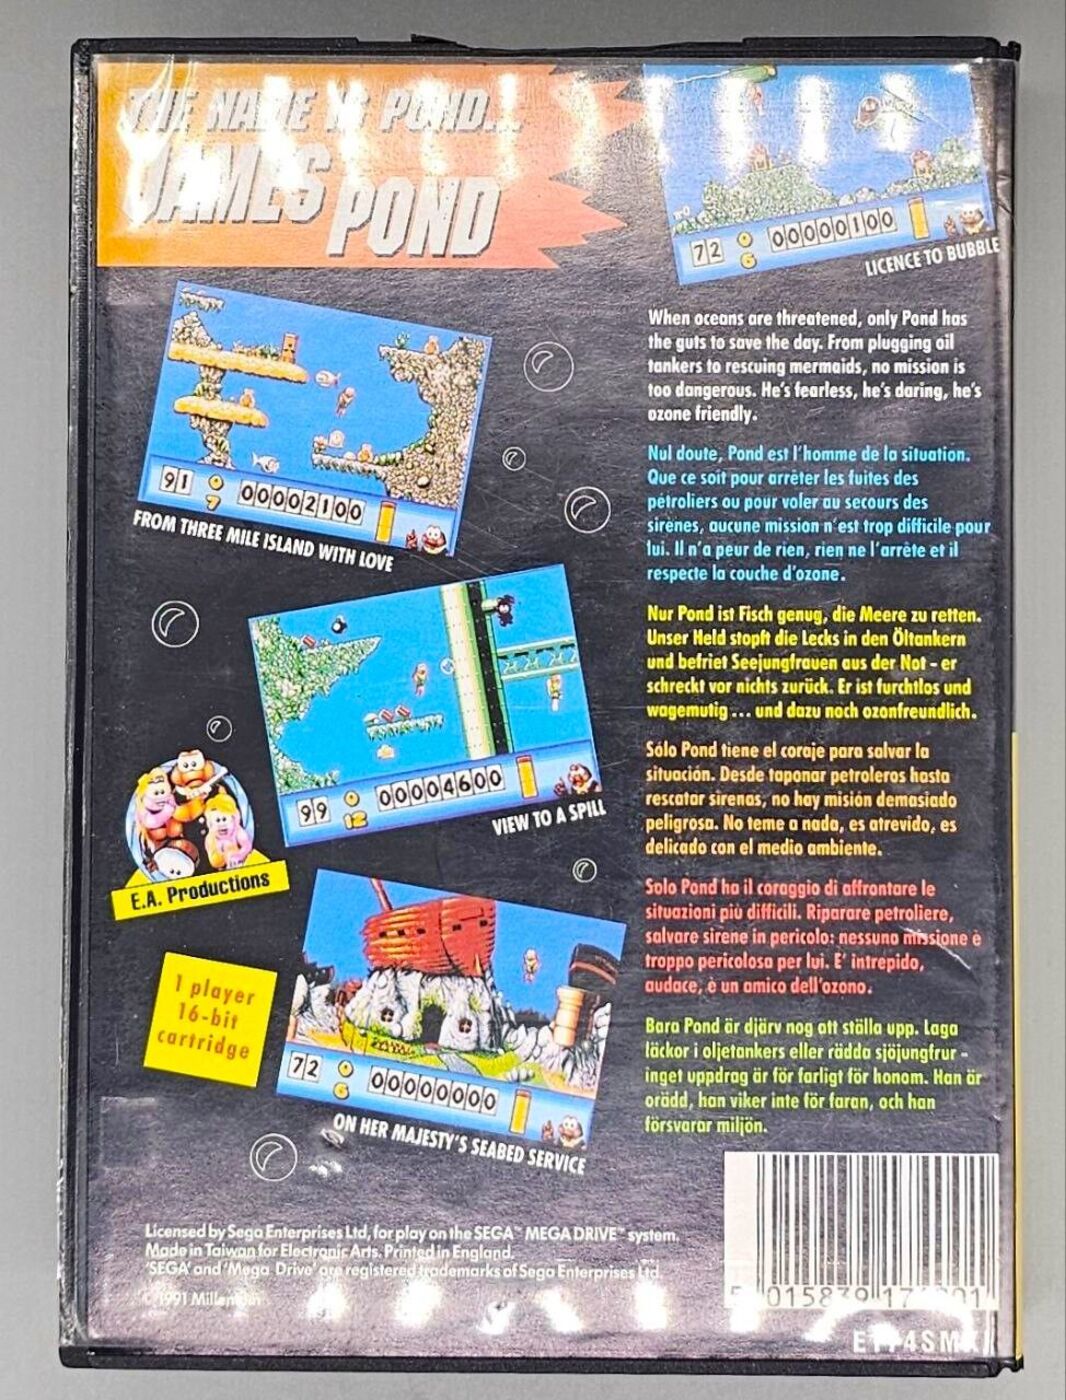 THE NAME IS POND...
JAMES POND
72 0 6 00000100
LICENCE TO BUBBLE
91 0 7 00002100
FROM THREE MILE ISLAND WITH LOVE
99 0 12 00004600
VIEW TO A SPILL
E.A. Productions
1 player
16-bit
cartridge
72 0 6 00000000
ON HER MAJESTY'S SEABED SERVICE
When oceans are threatened, only Pond has
the guts to save the day. From plugging oil
tankers to rescuing mermaids, no mission is
too dangerous. He's fearless, he's daring, he's
ozone friendly.
Nul doute, Pond est l'homme de la situation.
Que ce soit pour arrêter les fuites des
pétroliers ou pour voler au secours des
sirènes, aucune mission n'est trop difficile pour
lui. Il n'a peur de rien, rien ne l'arrête et il
respecte la couche d'ozone.
Nur Pond ist Fisch genug, die Meere zu retten.
Unser Held stopft die Lecks in den Öltankern
und befriet Seejungfrauen aus der Not - er
schreckt vor nichts zurück. Er ist furchtlos und
wagemutig ... und dazu noch ozonfreundlich.
Sólo Pond tiene el coraje para salvar la
situación. Desde taponar petroleros hasta
rescatar sirenas, no hay misión demasiado
peligrosa. No teme a nada, es atrevido, es
delicado con el medio ambiente.
Solo Pond ha il coraggio di affrontare le
situazioni più difficili. Riparare petroliere,
salvare sirene in pericolo: nessuna missione è
troppo pericolosa per lui. E' intrepido,
audace, è un amico dell'ozono.
Bara Pond är djärv nog att ställa upp. Laga
läckor i oljetankers eller rädda sjöjungfrur -
inget uppdrag är för farligt för honom. Han är
orädd, han viker inte för faran, och han
försvarar miljön.
Licensed by Sega Enterprises Ltd, for play on the SEGA™ MEGA DRIVE™ system.
Made in Taiwan for Electronic Arts. Printed in England.
'SEGA' and 'Mega Drive' are registered trademarks of Sega Enterprises Ltd.
© 1991 Millennium
5 015839